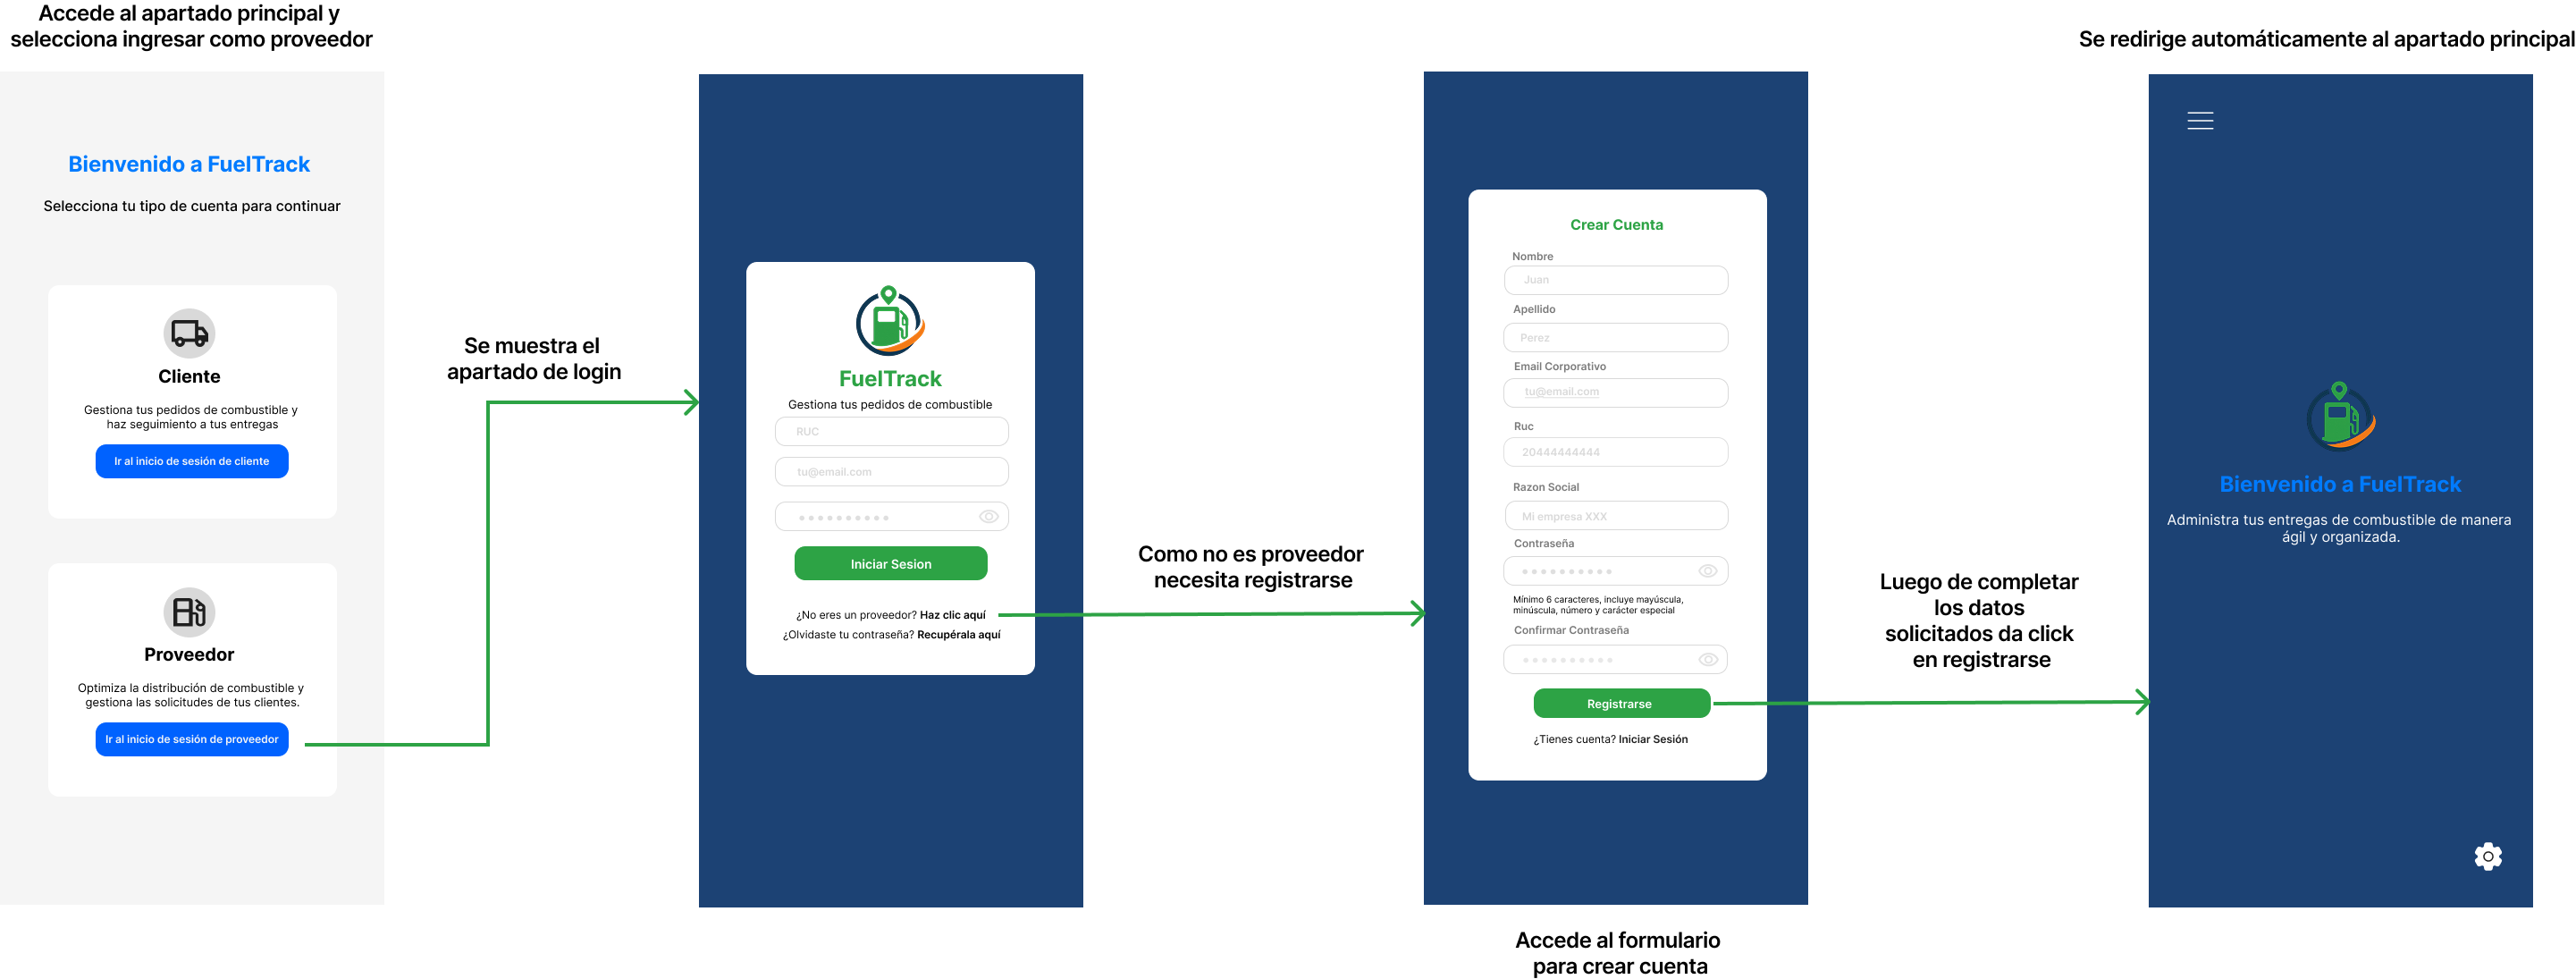 Accede al apartado principal y
selecciona ingresar como proveedor
Bienvenido a FuelTrack
Selecciona tu tipo de cuenta para continuar
Cliente
Gestiona tus pedidos de combustible y
haz seguimiento a tus entregas
Ir al inicio de sesión de cliente
Proveedor
Optimiza la distribución de combustible y
gestiona las solicitudes de tus clientes.
Ir al inicio de sesión de proveedor
Se muestra el
apartado de login
FuelTrack
Gestiona tus pedidos de combustible
RUC
tu@email.com
Iniciar Sesion
¿No eres un proveedor? Haz clic aquí
¿Olvidaste tu contraseña? Recupérala aquí
Como no es proveedor
necesita registrarse
Crear Cuenta
Nombre
Juan
Apellido
Perez
Email Corporativo
tu@email.com
Ruc
20444444444
Razon Social
Mi empresa XXX
Contraseña
Mínimo 6 caracteres, incluye mayúscula,
minúscula, número y carácter especial
Confirmar Contraseña
Registrarse
¿Tienes cuenta? Iniciar Sesión
Accede al formulario
para crear cuenta
Luego de completar
los datos
solicitados da click
en registrarse
Se redirige automáticamente al apartado principal
Bienvenido a FuelTrack
Administra tus entregas de combustible de manera
ágil y organizada.